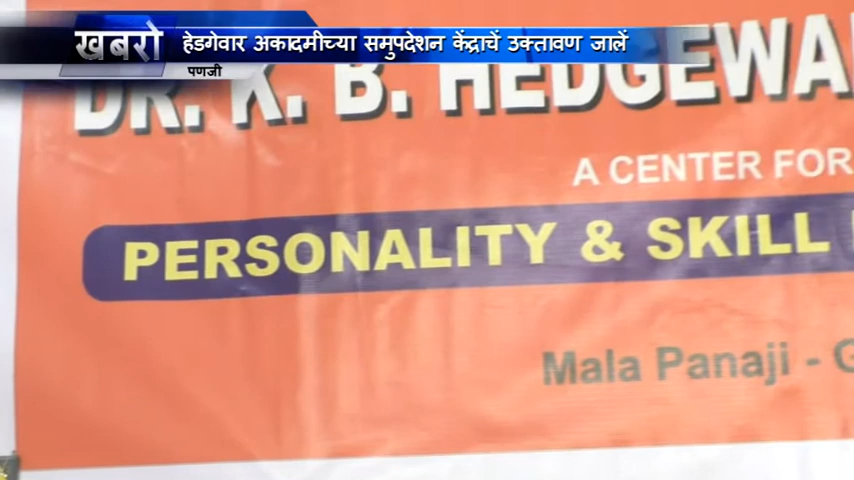 खबरो
हेडगेवार अकादमीच्या समुपदेशन केंद्राचें उक्तावण जालें
पणजी
DR. K. B. HEDGEWA
A CENTER FOR
PERSONALITY & SKILL
Mala Panaji - G